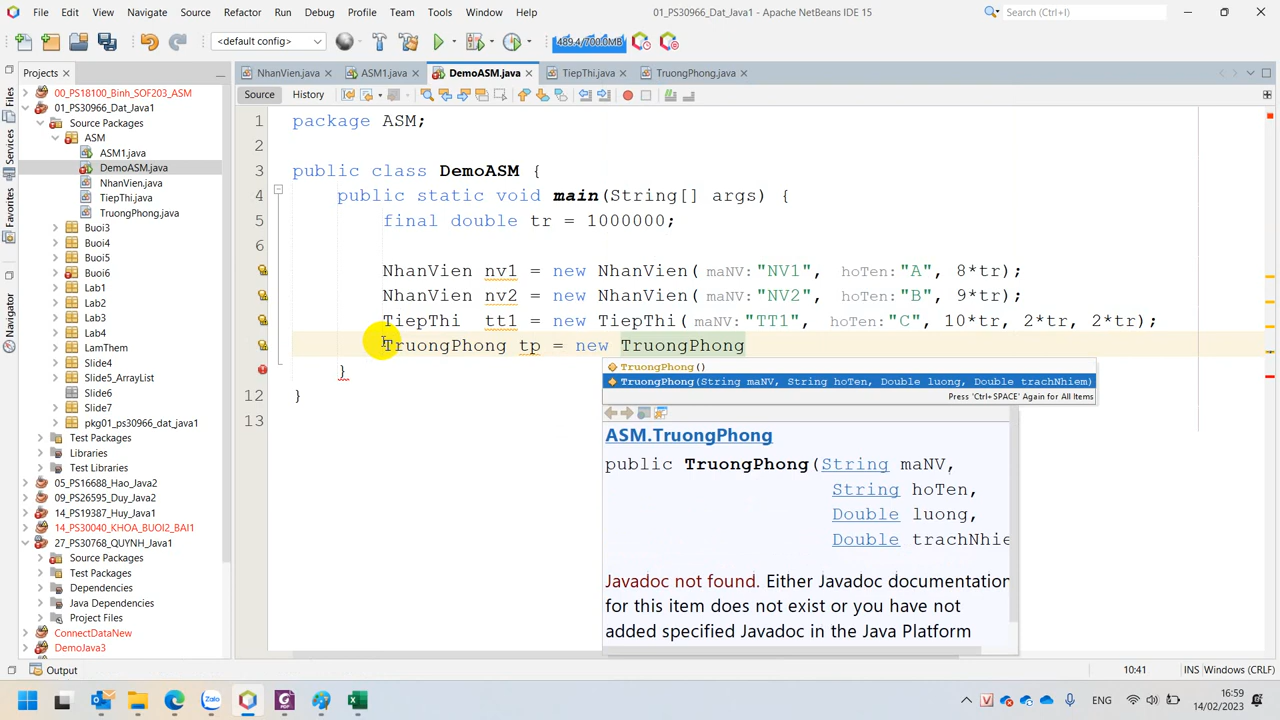 File Edit View Navigate Source Refactor Run Debug Profile Team Tools Window Help 01_PS30966_Dat_Java1 - Apache NetBeans IDE 15 Search (Ctrl+I)
<default config> 489.4/700.0MB
Projects NhanVien.java ASM1.java DemoASM.java TiepThi.java TruongPhong.java
Source History
Files
Services
Favorites
Navigator
00_PS18100_Binh_SOF203_ASM
01_PS30966_Dat_Java1
Source Packages
ASM
ASM1.java
DemoASM.java
NhanVien.java
TiepThi.java
TruongPhong.java
Buoi3
Buoi4
Buoi5
Buoi6
Lab1
Lab2
Lab3
Lab4
LamThem
Slide4
Slide5_ArrayList
Slide6
Slide7
pkg01_ps30966_dat_java1
Test Packages
Libraries
Test Libraries
05_PS16688_Hao_Java2
09_PS26595_Duy_Java2
14_PS19387_Huy_Java1
14_PS30040_KHOA_BUOI2_BAI1
27_PS30768_QUYNH_Java1
Source Packages
Test Packages
Dependencies
Java Dependencies
Project Files
ConnectDataNew
DemoJava3
1 package ASM;
2
3 public class DemoASM {
4 public static void main(String[] args) {
5 final double tr = 1000000;
6
NhanVien nv1 = new NhanVien( maNV:"NV1", hoTen:"A", 8*tr);
NhanVien nv2 = new NhanVien( maNV:"NV2", hoTen:"B", 9*tr);
TiepThi tt1 = new TiepThi( maNV:"TT1", hoTen:"C", 10*tr, 2*tr, 2*tr);
TruongPhong tp = new TruongPhong
}
12 }
13
TruongPhong()
TruongPhong(String maNV, String hoTen, Double luong, Double trachNhiem)
Press 'Ctrl+SPACE' Again for All Items
ASM.TruongPhong
public TruongPhong(String maNV,
String hoTen,
Double luong,
Double trachNhie
Javadoc not found. Either Javadoc documentation
for this item does not exist or you have not
added specified Javadoc in the Java Platform
Output 10:41 INS Windows (CRLF)
Zalo ENG 16:59
14/02/2023